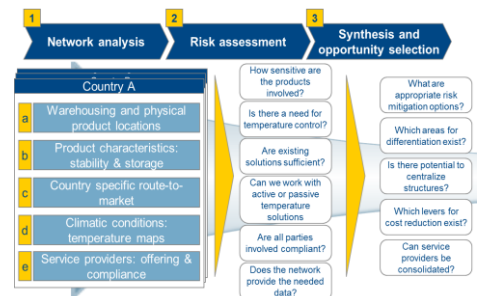 1
Network analysis
2
Risk assessment
3
Synthesis and
opportunity selection
Country A
a
Warehousing and physical
product locations
b
Product characteristics:
stability & storage
c
Country specific route-to-
market
d
Climatic conditions:
temperature maps
e
Service providers: offering &
compliance
How sensitive are
the products
involved?
Is there a need for
temperature control?
Are existing
solutions sufficient?
Can we work with
active or passive
temperature
solutions
Are all parties
involved compliant?
Does the network
provide the needed
data?
What are
appropriate risk
mitigation options?
Which areas for
differentiation exist?
Is there potential to
centralize
structures?
Which levers for
cost reduction exist?
Can service
providers be
consolidated?